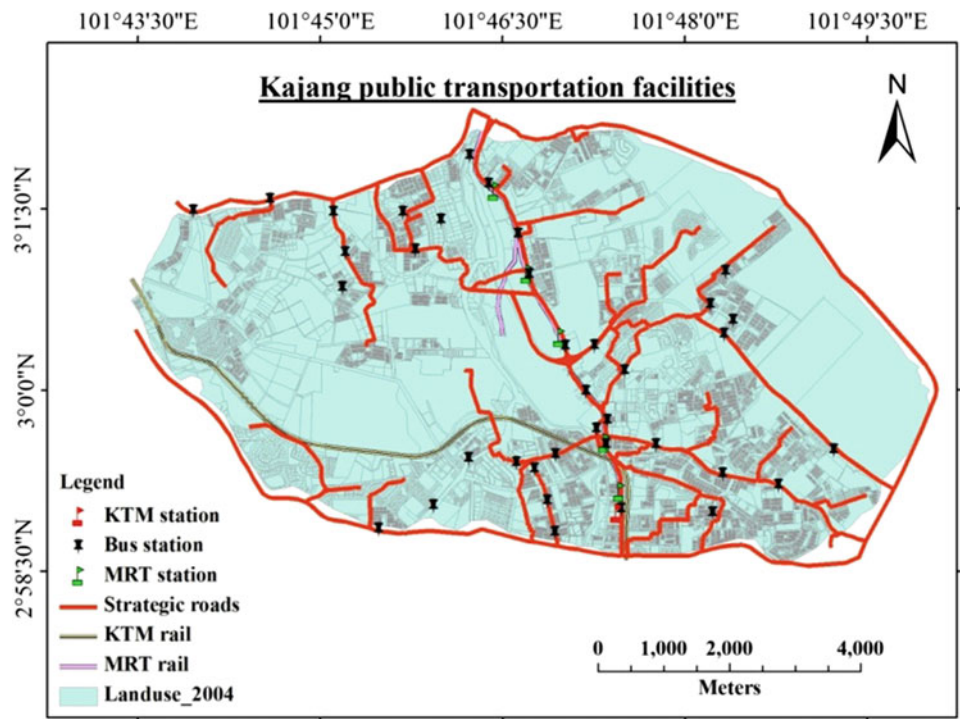 101°43'30"E 101°45'0"E 101°46'30"E 101°48'0"E 101°49'30"E
Kajang public transportation facilities
N
3°1'30"N
3°0'0"N
2°58'30"N
Legend
KTM station
Bus station
MRT station
Strategic roads
KTM rail
MRT rail
Landuse_2004
0 1,000 2,000 4,000
Meters